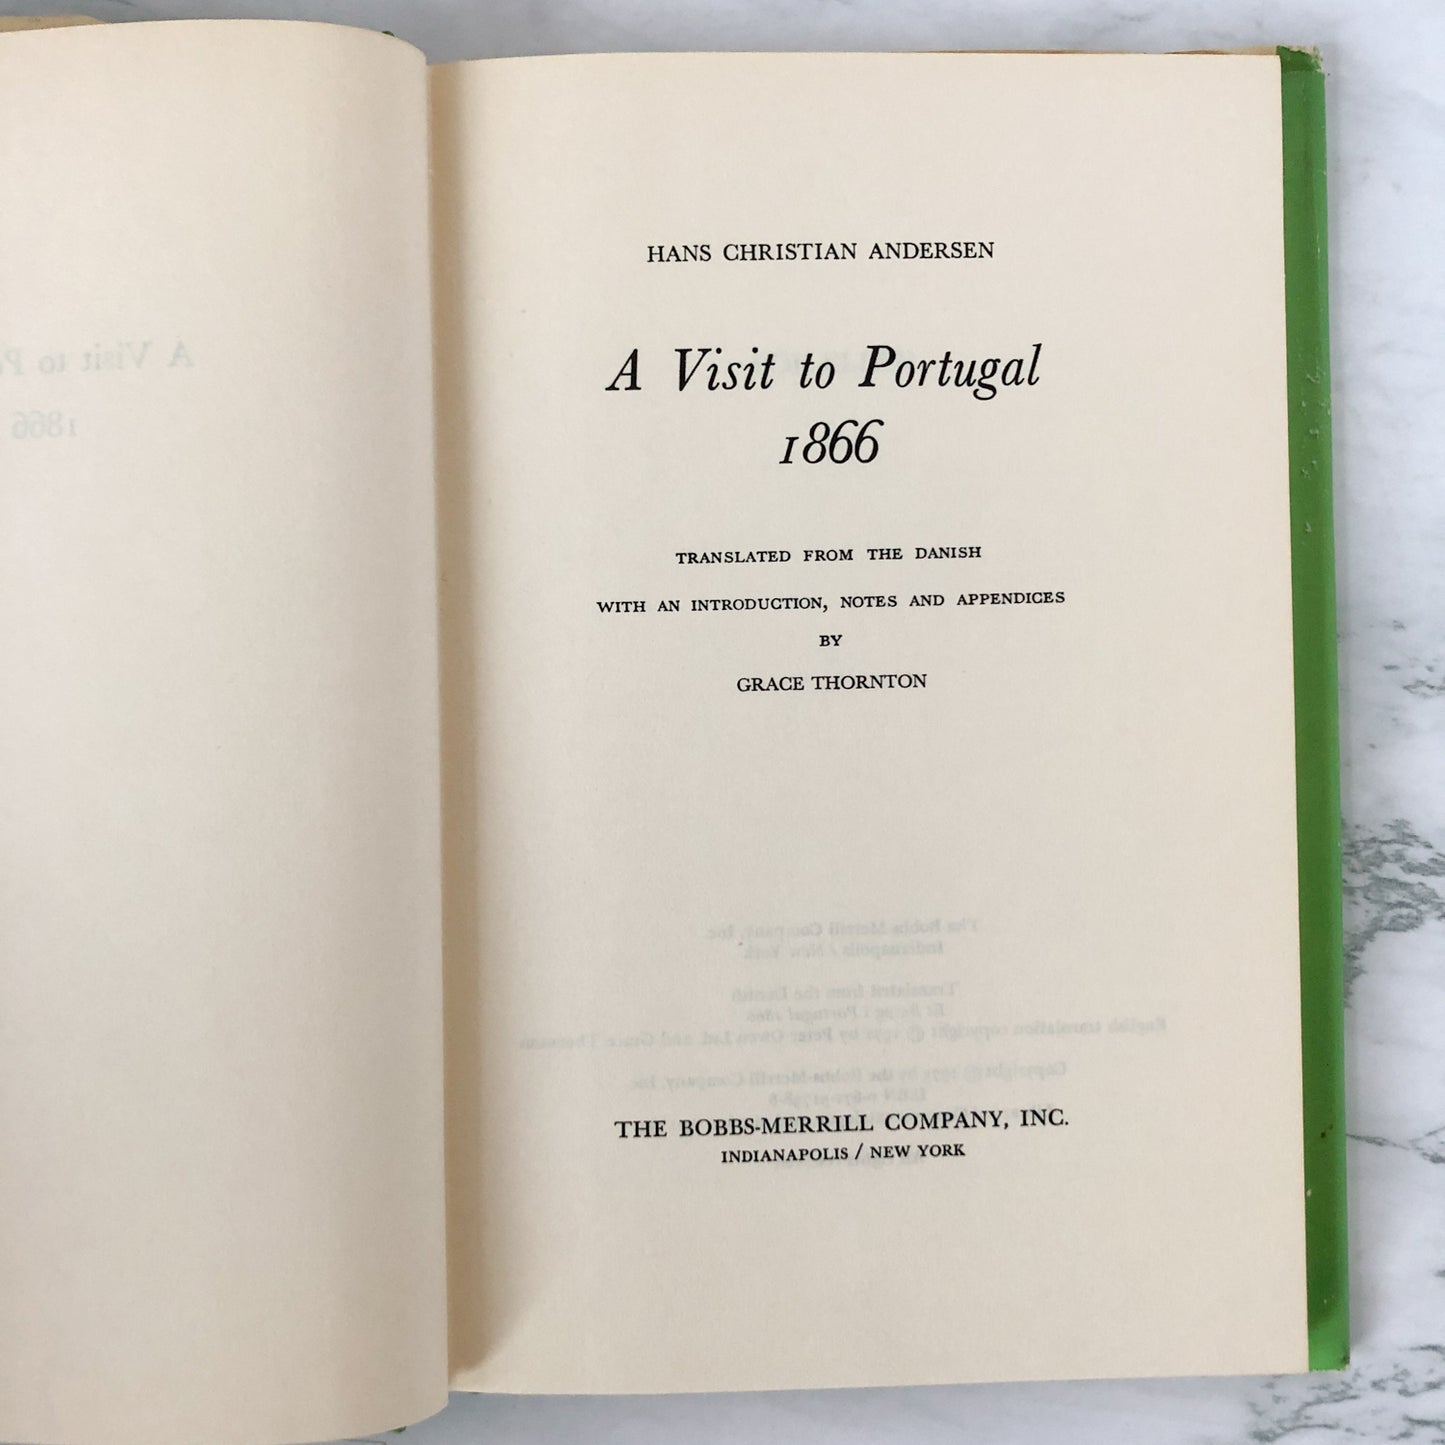 HANS CHRISTIAN ANDERSEN
A Visit to Portugal
1866
TRANSLATED FROM THE DANISH
WITH AN INTRODUCTION, NOTES AND APPENDICES
BY
GRACE THORNTON
THE BOBBS-MERRILL COMPANY, INC.
INDIANAPOLIS / NEW YORK